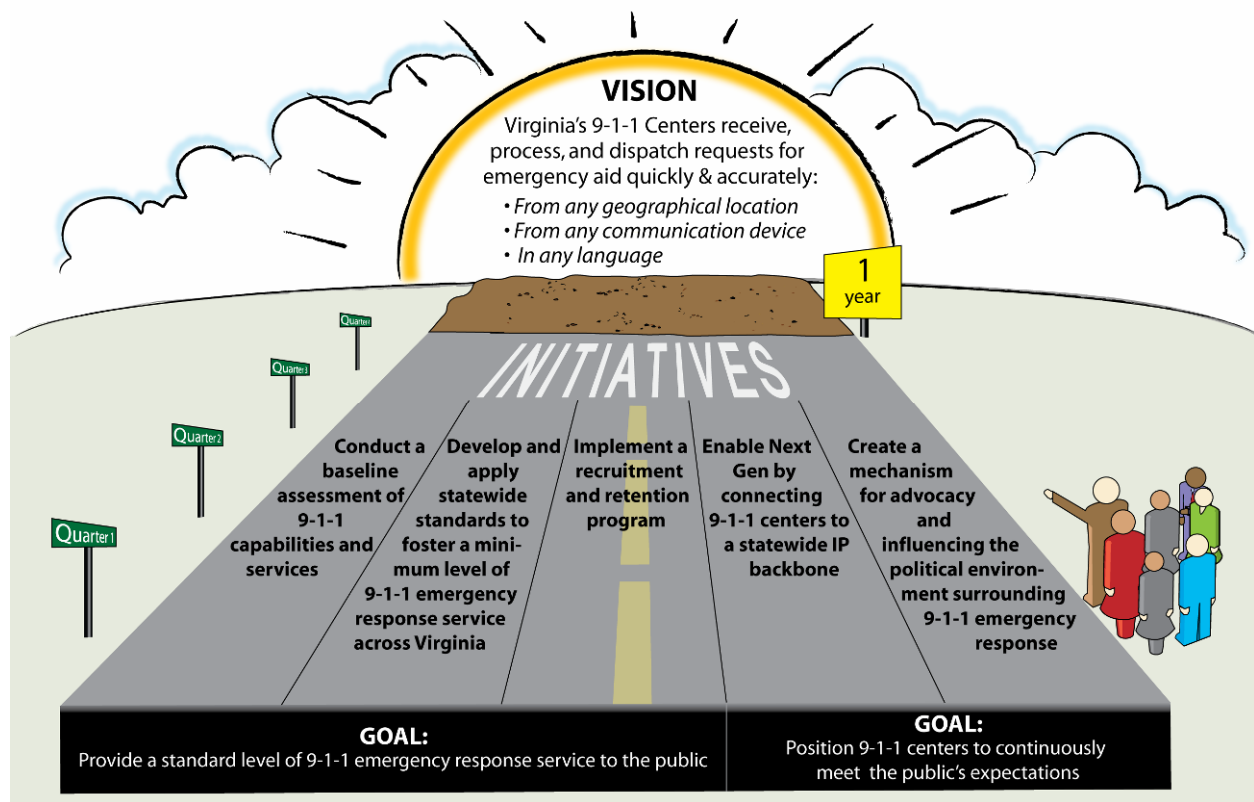 VISION
Virginia's 9-1-1 Centers receive,
process, and dispatch requests for
emergency aid quickly & accurately:
• From any geographical location
• From any communication device
• In any language
1
year
Quarter 4
Quarter 3
Quarter 2
Quarter 1
INITIATIVES
Conduct a
baseline
assessment of
9-1-1
capabilities and
services
Develop and
apply
statewide
standards to
foster a mini-
mum level of
9-1-1 emergency
response service
across Virginia
Implement a
recruitment
and retention
program
Enable Next
Gen by
connecting
9-1-1 centers to
a statewide IP
backbone
Create a
mechanism
for advocacy
and
influencing the
political environ-
ment surrounding
9-1-1 emergency
response
GOAL:
Provide a standard level of 9-1-1 emergency response service to the public
GOAL:
Position 9-1-1 centers to continuously
meet the public's expectations